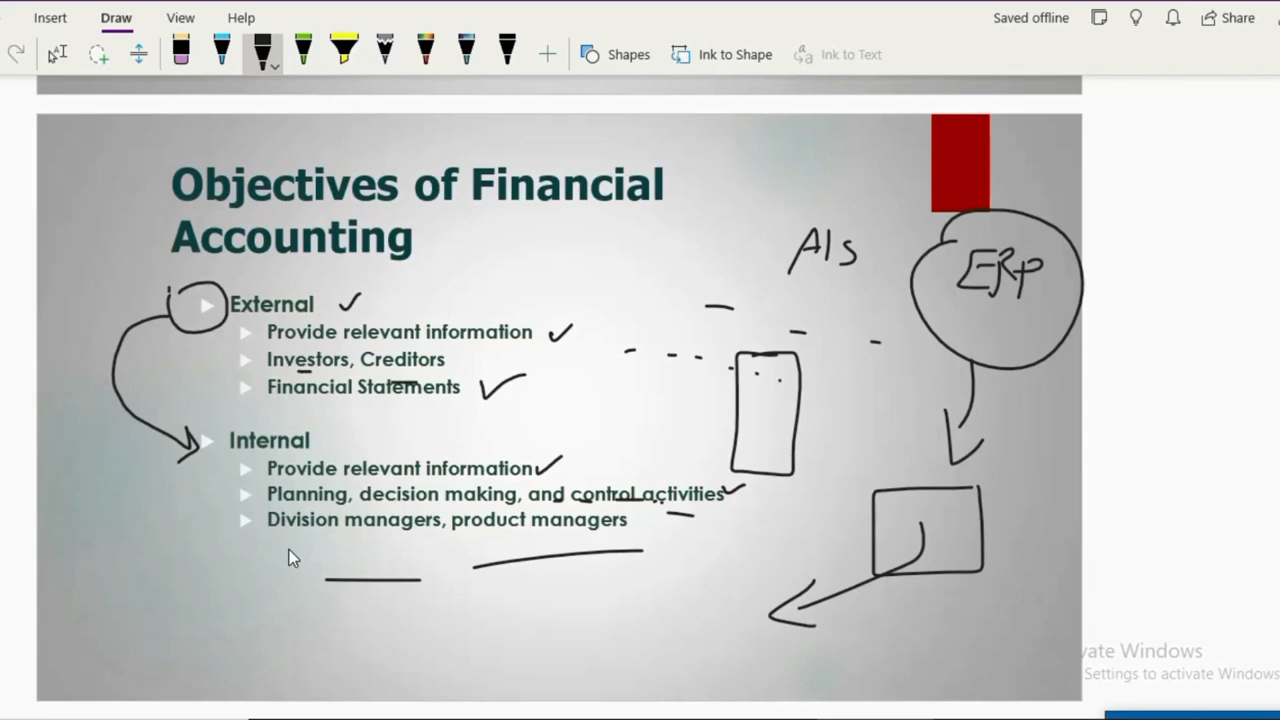 Insert Draw View Help Saved offline Share
Shapes Ink to Shape Ink to Text
Objectives of Financial
Accounting
AIs
ERP
External
Provide relevant information
Investors, Creditors
Financial Statements
Internal
Provide relevant information
Planning, decision making, and control activities
Division managers, product managers
vate Windows
Settings to activate Windows